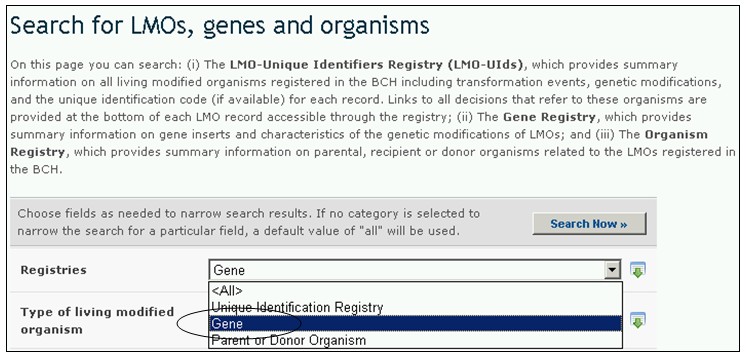 Search for LMOs, genes and organisms
On this page you can search: (i) The LMO-Unique Identifiers Registry (LMO-UIds), which provides summary
information on all living modified organisms registered in the BCH including transformation events, genetic modifications,
and the unique identification code (if available) for each record. Links to all decisions that refer to these organisms are
provided at the bottom of each LMO record accessible through the registry; (ii) The Gene Registry, which provides
summary information on gene inserts and characteristics of the genetic modifications of LMOs; and (iii) The Organism
Registry, which provides summary information on parental, recipient or donor organisms related to the LMOs registered in
the BCH.
Choose fields as needed to narrow search results. If no category is selected to
narrow the search for a particular field, a default value of "all" will be used.
Search Now »
Registries
Gene
<All>
Unique Identification Registry
Gene
Parent or Donor Organism
Type of living modified
organism